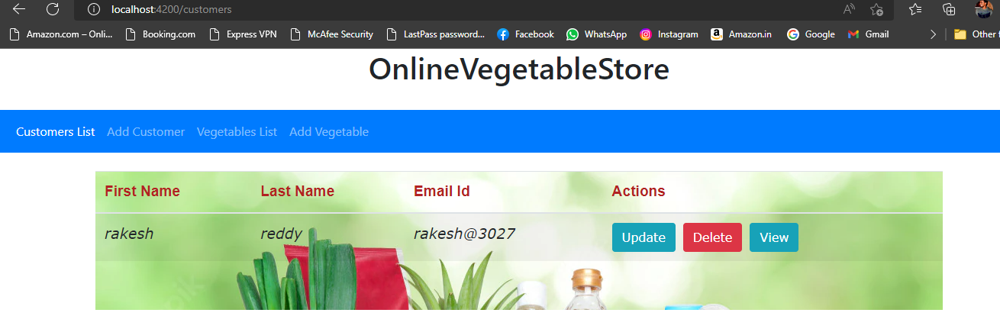 localhost:4200/customers
Amazon.com – Onli... Booking.com Express VPN McAfee Security LastPass password... Facebook WhatsApp Instagram Amazon.in Google Gmail Other
OnlineVegetableStore
Customers List Add Customer Vegetables List Add Vegetable
First Name Last Name Email Id Actions
rakesh reddy rakesh@3027 Update Delete View